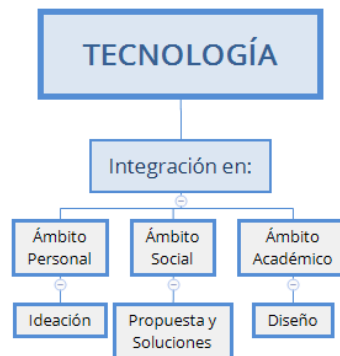 TECNOLOGÍA
Integración en:
Ámbito
Personal
Ámbito
Social
Ámbito
Académico
Ideación
Propuesta y
Soluciones
Diseño